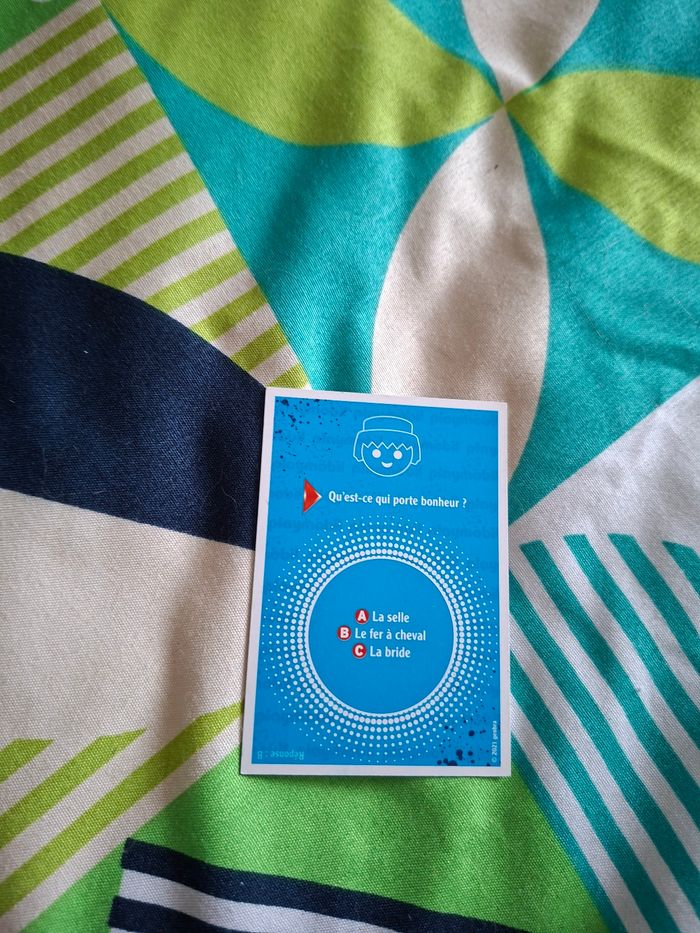 Qu'est-ce qui porte bonheur ?
A La selle
B Le fer à cheval
C La bride
Réponse : B
© 2021 geobra